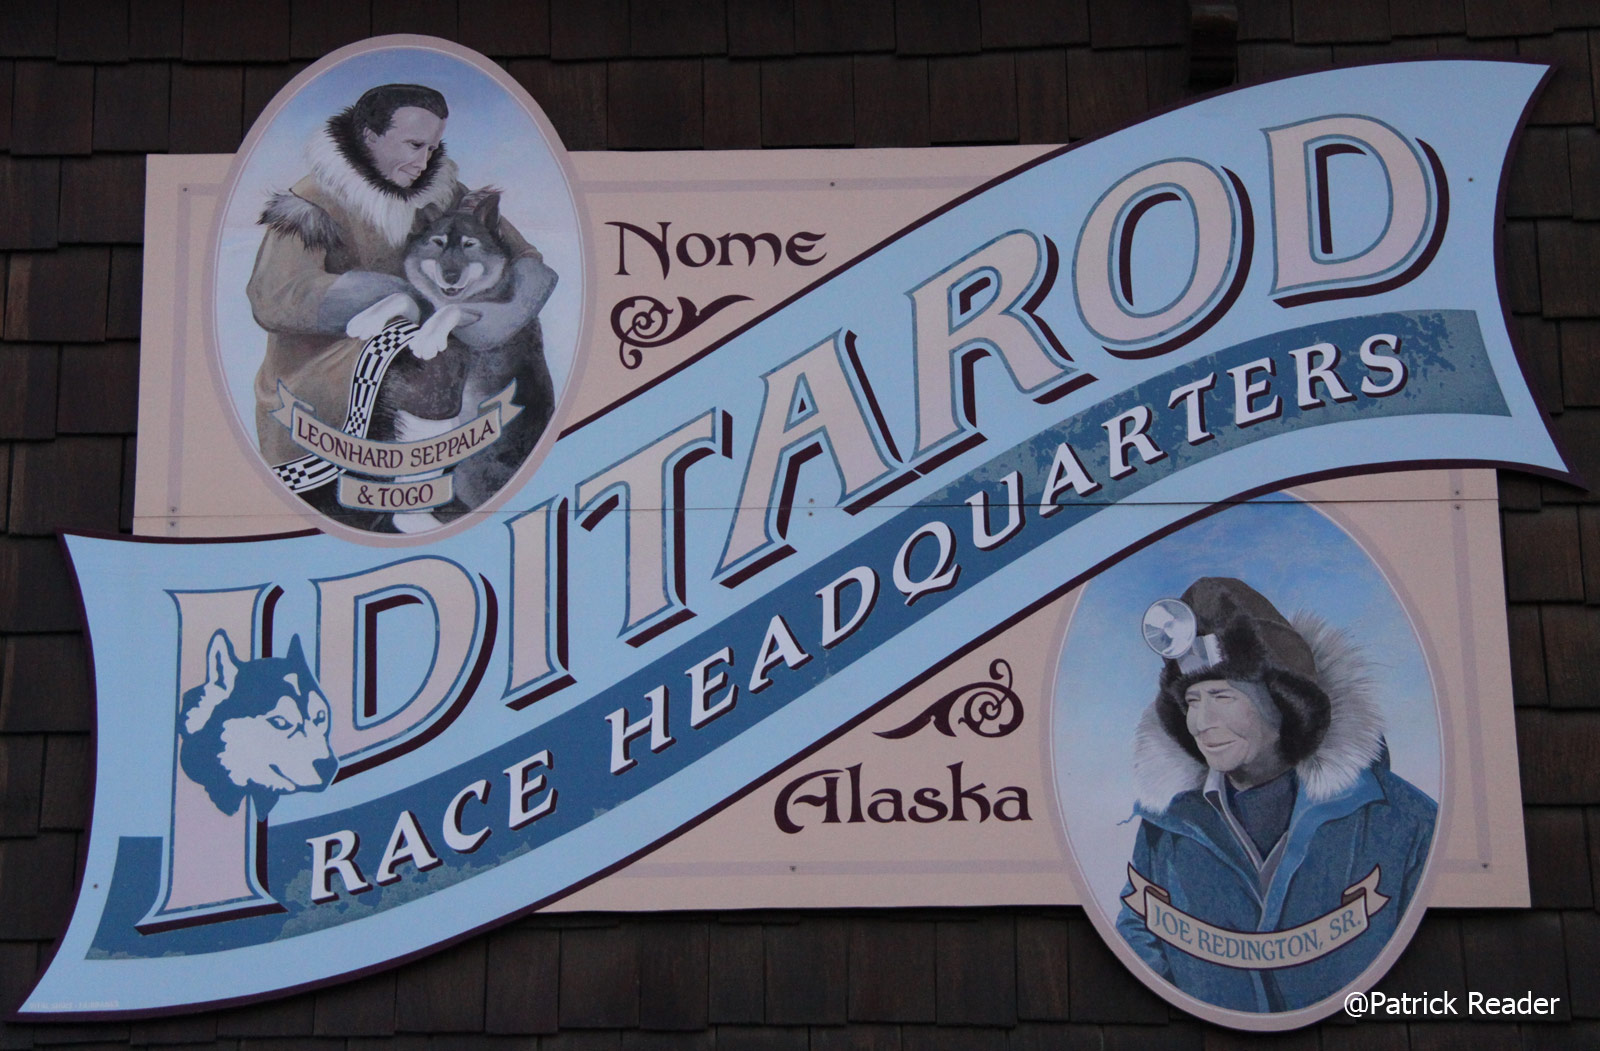 Nome
IDITAROD
RACE HEADQUARTERS
LEONHARD SEPPALA
& TOGO
Alaska
JOE REDINGTON, SR.
@Patrick Reader